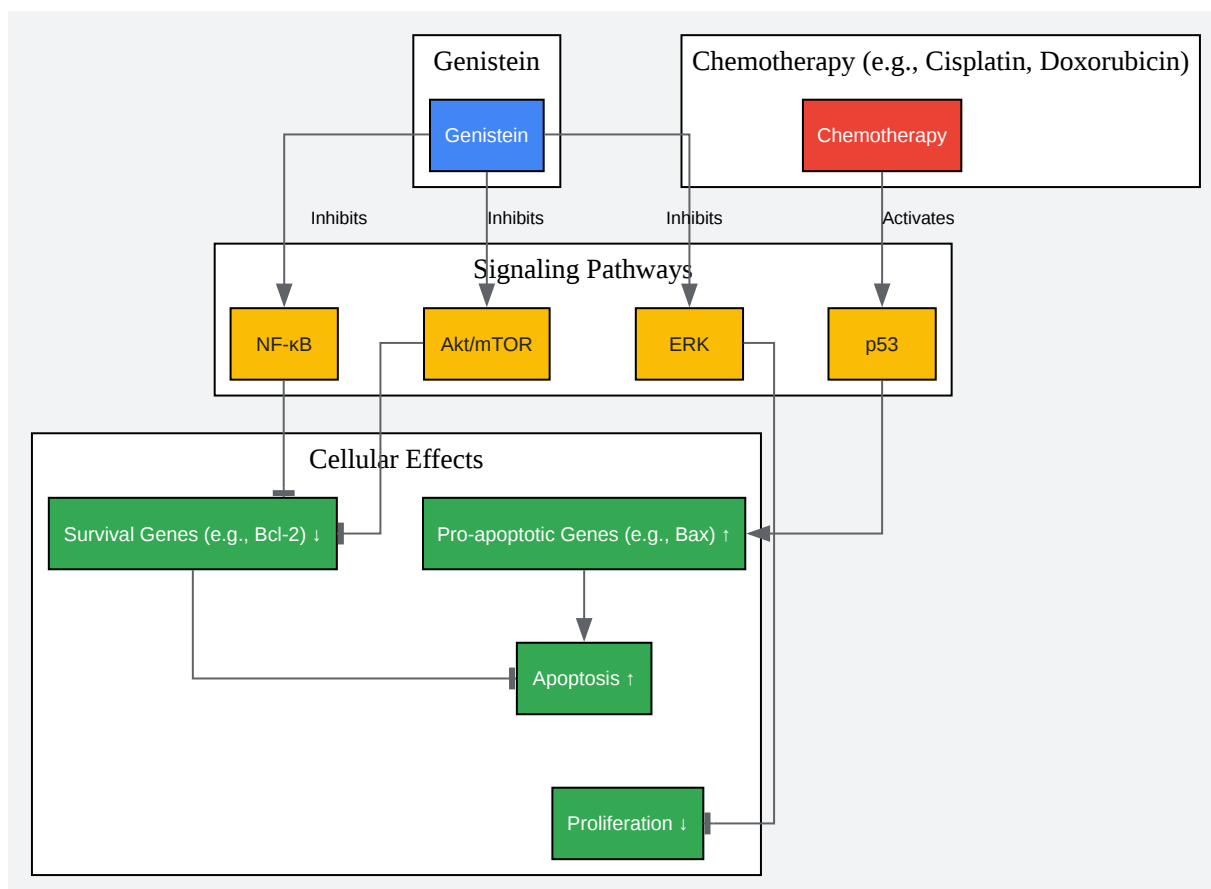 Genistein
Chemotherapy (e.g., Cisplatin, Doxorubicin)
Genistein
Chemotherapy
Inhibits
Inhibits
Inhibits
Activates
Signaling Pathways
NF-κB
Akt/mTOR
ERK
p53
Cellular Effects
Survival Genes (e.g., Bcl-2) ↓
Pro-apoptotic Genes (e.g., Bax) ↑
Apoptosis ↑
Proliferation ↓